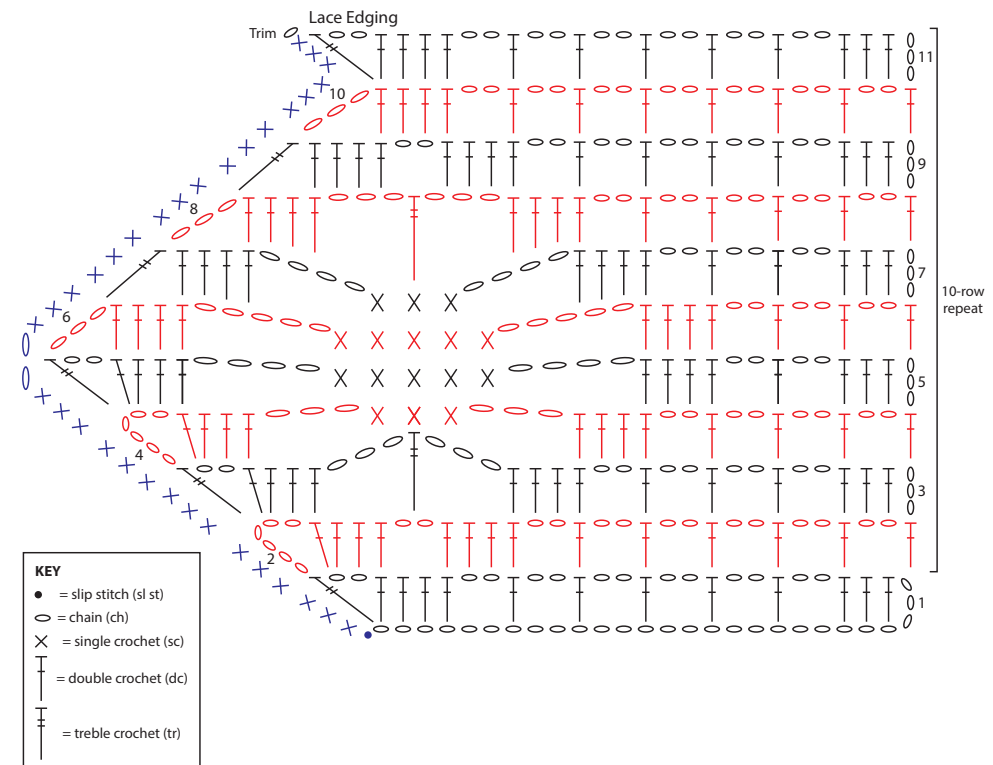 Lace Edging
Trim
11
10
9
8
7
10-row
repeat
6
5
4
3
2
1
KEY
= slip stitch (sl st)
= chain (ch)
= single crochet (sc)
= double crochet (dc)
= treble crochet (tr)